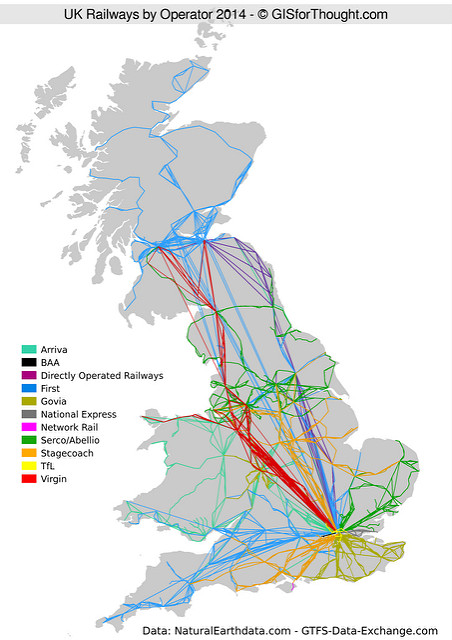 UK Railways by Operator 2014 - © GISforThought.com
Arriva
BAA
Directly Operated Railways
First
Govia
National Express
Network Rail
Serco/Abellio
Stagecoach
TfL
Virgin
Data: NaturalEarthdata.com - GTFS-Data-Exchange.com